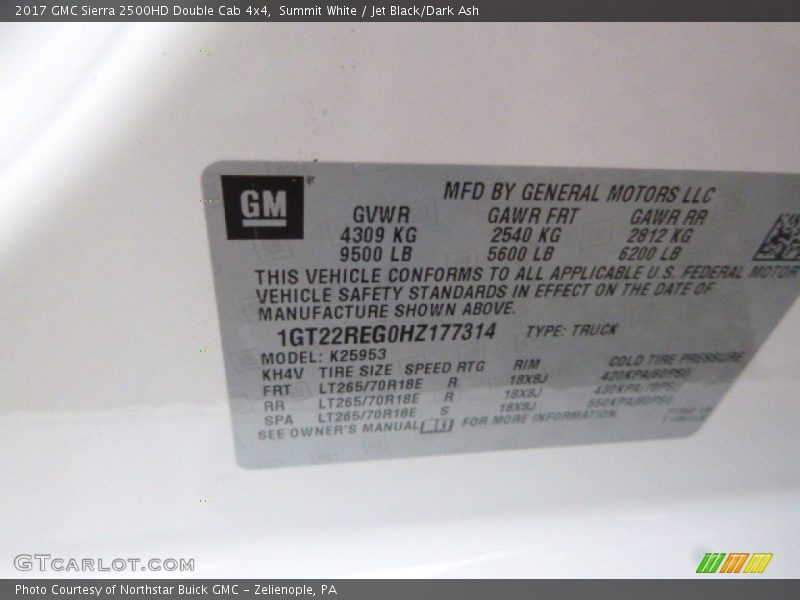 2017 GMC Sierra 2500HD Double Cab 4x4, Summit White / Jet Black/Dark Ash
GM
MFD BY GENERAL MOTORS LLC
GVWR GAWR FRT GAWR RR
4309 KG 2540 KG 2812 KG
9500 LB 5600 LB 6200 LB
THIS VEHICLE CONFORMS TO ALL APPLICABLE U.S. FEDERAL MOTOR
VEHICLE SAFETY STANDARDS IN EFFECT ON THE DATE OF
MANUFACTURE SHOWN ABOVE.
1GT22REG0HZ177314 TYPE: TRUCK
MODEL: K25953
KH4V TIRE SIZE SPEED RTG RIM COLD TIRE PRESSURE
FRT LT265/70R18E R 18X8J 420KPA(60PSI)
RR LT265/70R18E R 18X8J
SPA LT265/70R18E S 18X8J 550KPA(80PSI)
SEE OWNER'S MANUAL FOR MORE INFORMATION.
GTCARLOT.COM
Photo Courtesy of Northstar Buick GMC - Zelienople, PA